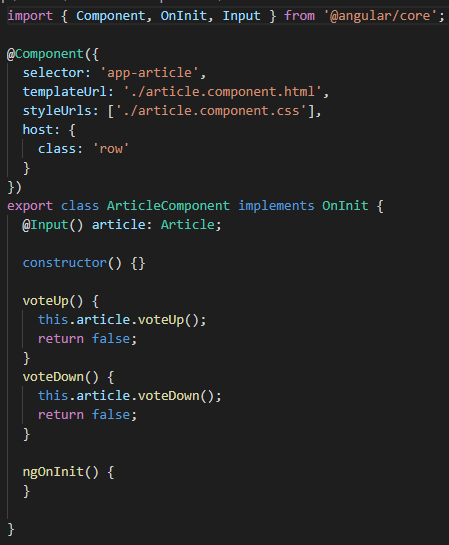 import { Component, OnInit, Input } from '@angular/core';

@Component({
  selector: 'app-article',
  templateUrl: './article.component.html',
  styleUrls: ['./article.component.css'],
  host: {
    class: 'row'
  }
})
export class ArticleComponent implements OnInit {
  @Input() article: Article;

  constructor() {}

  voteUp() {
    this.article.voteUp();
    return false;
  }
  voteDown() {
    this.article.voteDown();
    return false;
  }

  ngOnInit() {
  }

}